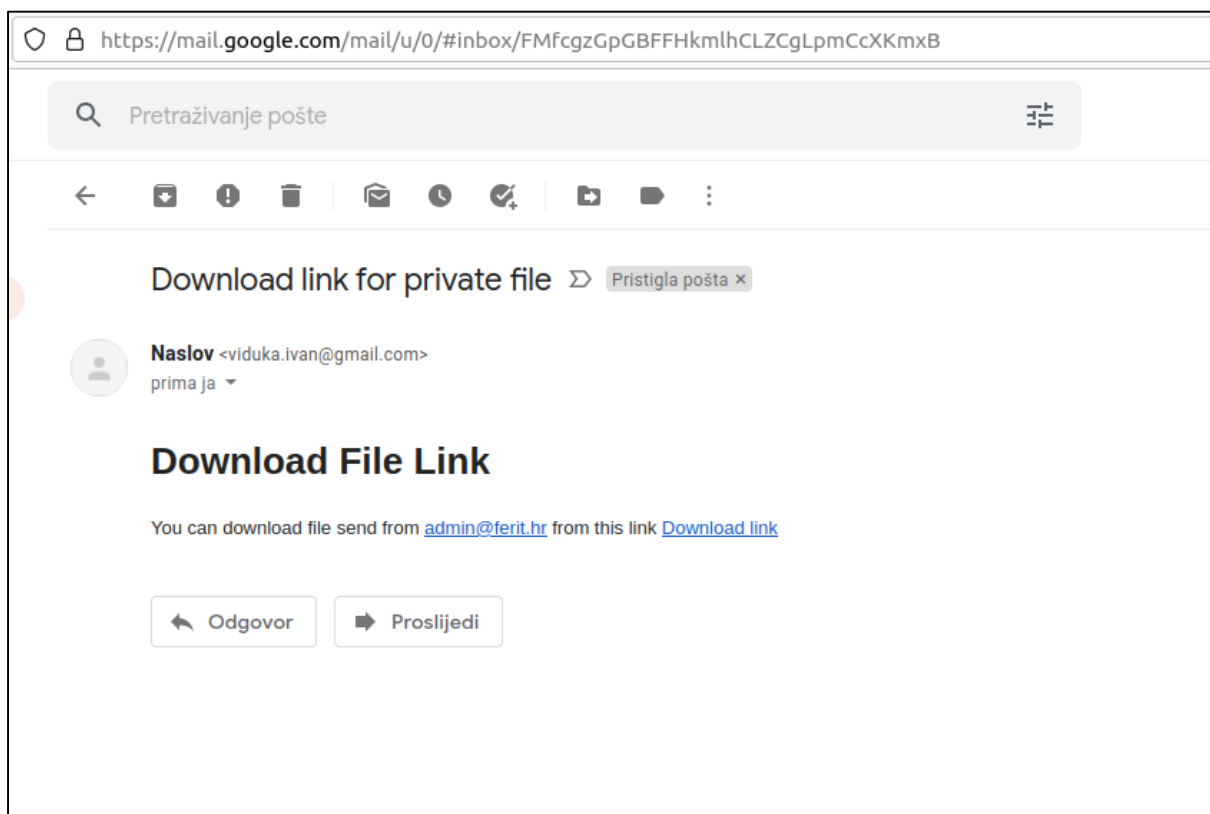 https://mail.google.com/mail/u/0/#inbox/FMfcgzGpGBFFHkmlhCLZCgLpmCcXKmxB
Pretraživanje pošte
Download link for private file Pristigla pošta ×
Naslov <viduka.ivan@gmail.com>
prima ja
Download File Link
You can download file send from admin@ferit.hr from this link Download link
Odgovor Proslijedi